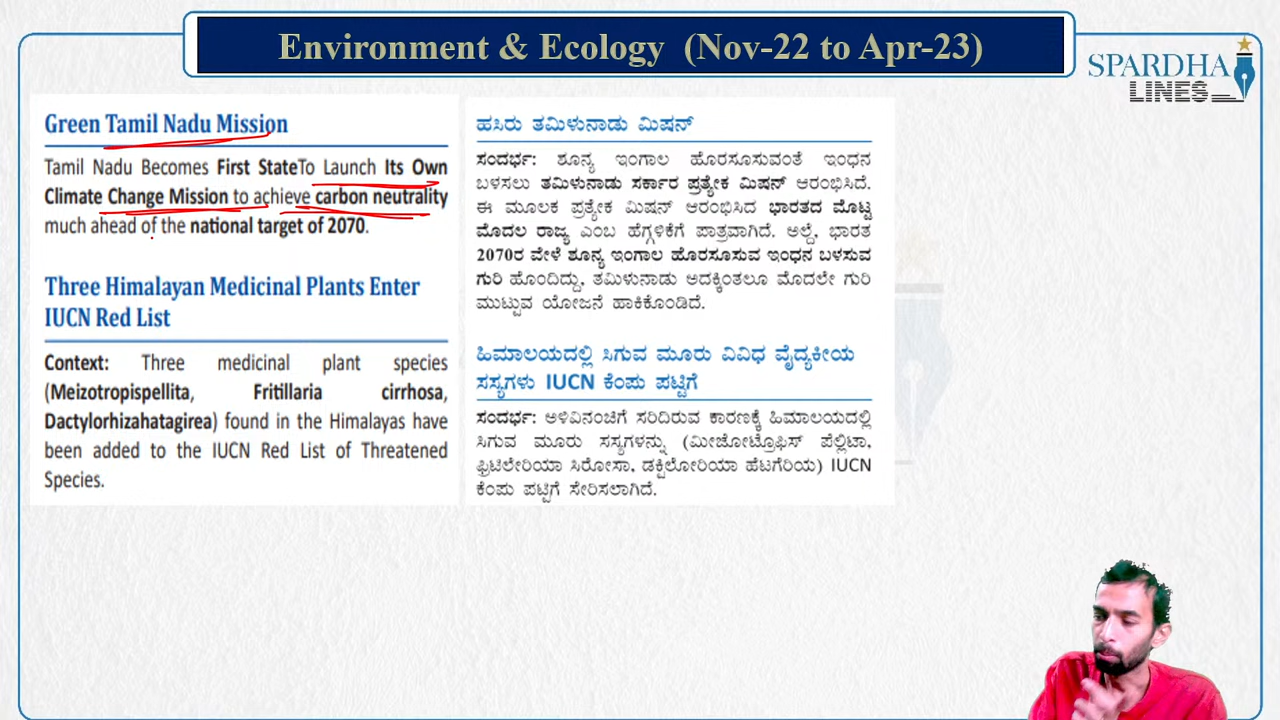 Environment & Ecology (Nov-22 to Apr-23)
SPARDHA
LINES
Green Tamil Nadu Mission
Tamil Nadu Becomes First StateTo Launch Its Own
Climate Change Mission to achieve carbon neutrality
much ahead of the national target of 2070.
Three Himalayan Medicinal Plants Enter
IUCN Red List
Context: Three medicinal plant species
(Meizotropispellita, Fritillaria cirrhosa,
Dactylorhizahatagirea) found in the Himalayas have
been added to the IUCN Red List of Threatened
Species.
ಹಸಿರು ತಮಿಳುನಾಡು ಮಿಷನ್
ಸಂದರ್ಭ: ಶೂನ್ಯ ಇಂಗಾಲ ಹೊರಸೂಸುವಂತೆ ಇಂಧನ
ಬಳಸಲು ತಮಿಳುನಾಡು ಸರ್ಕಾರ ಪ್ರತ್ಯೇಕ ಮಿಷನ್ ಆರಂಭಿಸಿದೆ.
ಈ ಮೂಲಕ ಪ್ರತ್ಯೇಕ ಮಿಷನ್ ಆರಂಭಿಸಿದ ಭಾರತದ ಮೊಟ್ಟ
ಮೊದಲ ರಾಜ್ಯ ಎಂಬ ಹೆಗ್ಗಳಿಕೆಗೆ ಪಾತ್ರವಾಗಿದೆ. ಅಲ್ಲದೆ, ಭಾರತ
2070ರ ವೇಳೆ ಶೂನ್ಯ ಇಂಗಾಲ ಹೊರಸೂಸುವ ಇಂಧನ ಬಳಸುವ
ಗುರಿ ಹೊಂದಿದ್ದು, ತಮಿಳುನಾಡು ಅದಕ್ಕಿಂತಲೂ ಮೊದಲೇ ಗುರಿ
ಮುಟ್ಟುವ ಯೋಜನೆ ಹಾಕಿಕೊಂಡಿದೆ.
ಹಿಮಾಲಯದಲ್ಲಿ ಸಿಗುವ ಮೂರು ವಿವಿಧ ವೈದ್ಯಕೀಯ
ಸಸ್ಯಗಳು IUCN ಕೆಂಪು ಪಟ್ಟಿಗೆ
ಸಂದರ್ಭ: ಅಳಿವಿನಂಚಿಗೆ ಸರಿದಿರುವ ಕಾರಣಕ್ಕೆ ಹಿಮಾಲಯದಲ್ಲಿ
ಸಿಗುವ ಮೂರು ಸಸ್ಯಗಳನ್ನು (ಮೀಜೋಟ್ರೊಫಿಸ್ ಪೆಲ್ಲಿಟಾ,
ಫ್ರಿಟಿಲೇರಿಯಾ ಸಿರೋಸಾ, ಡಕ್ಟಿಲೋರಿಯಾ ಹೆಟಗೆರಿಯ) IUCN
ಕೆಂಪು ಪಟ್ಟಿಗೆ ಸೇರಿಸಲಾಗಿದೆ.